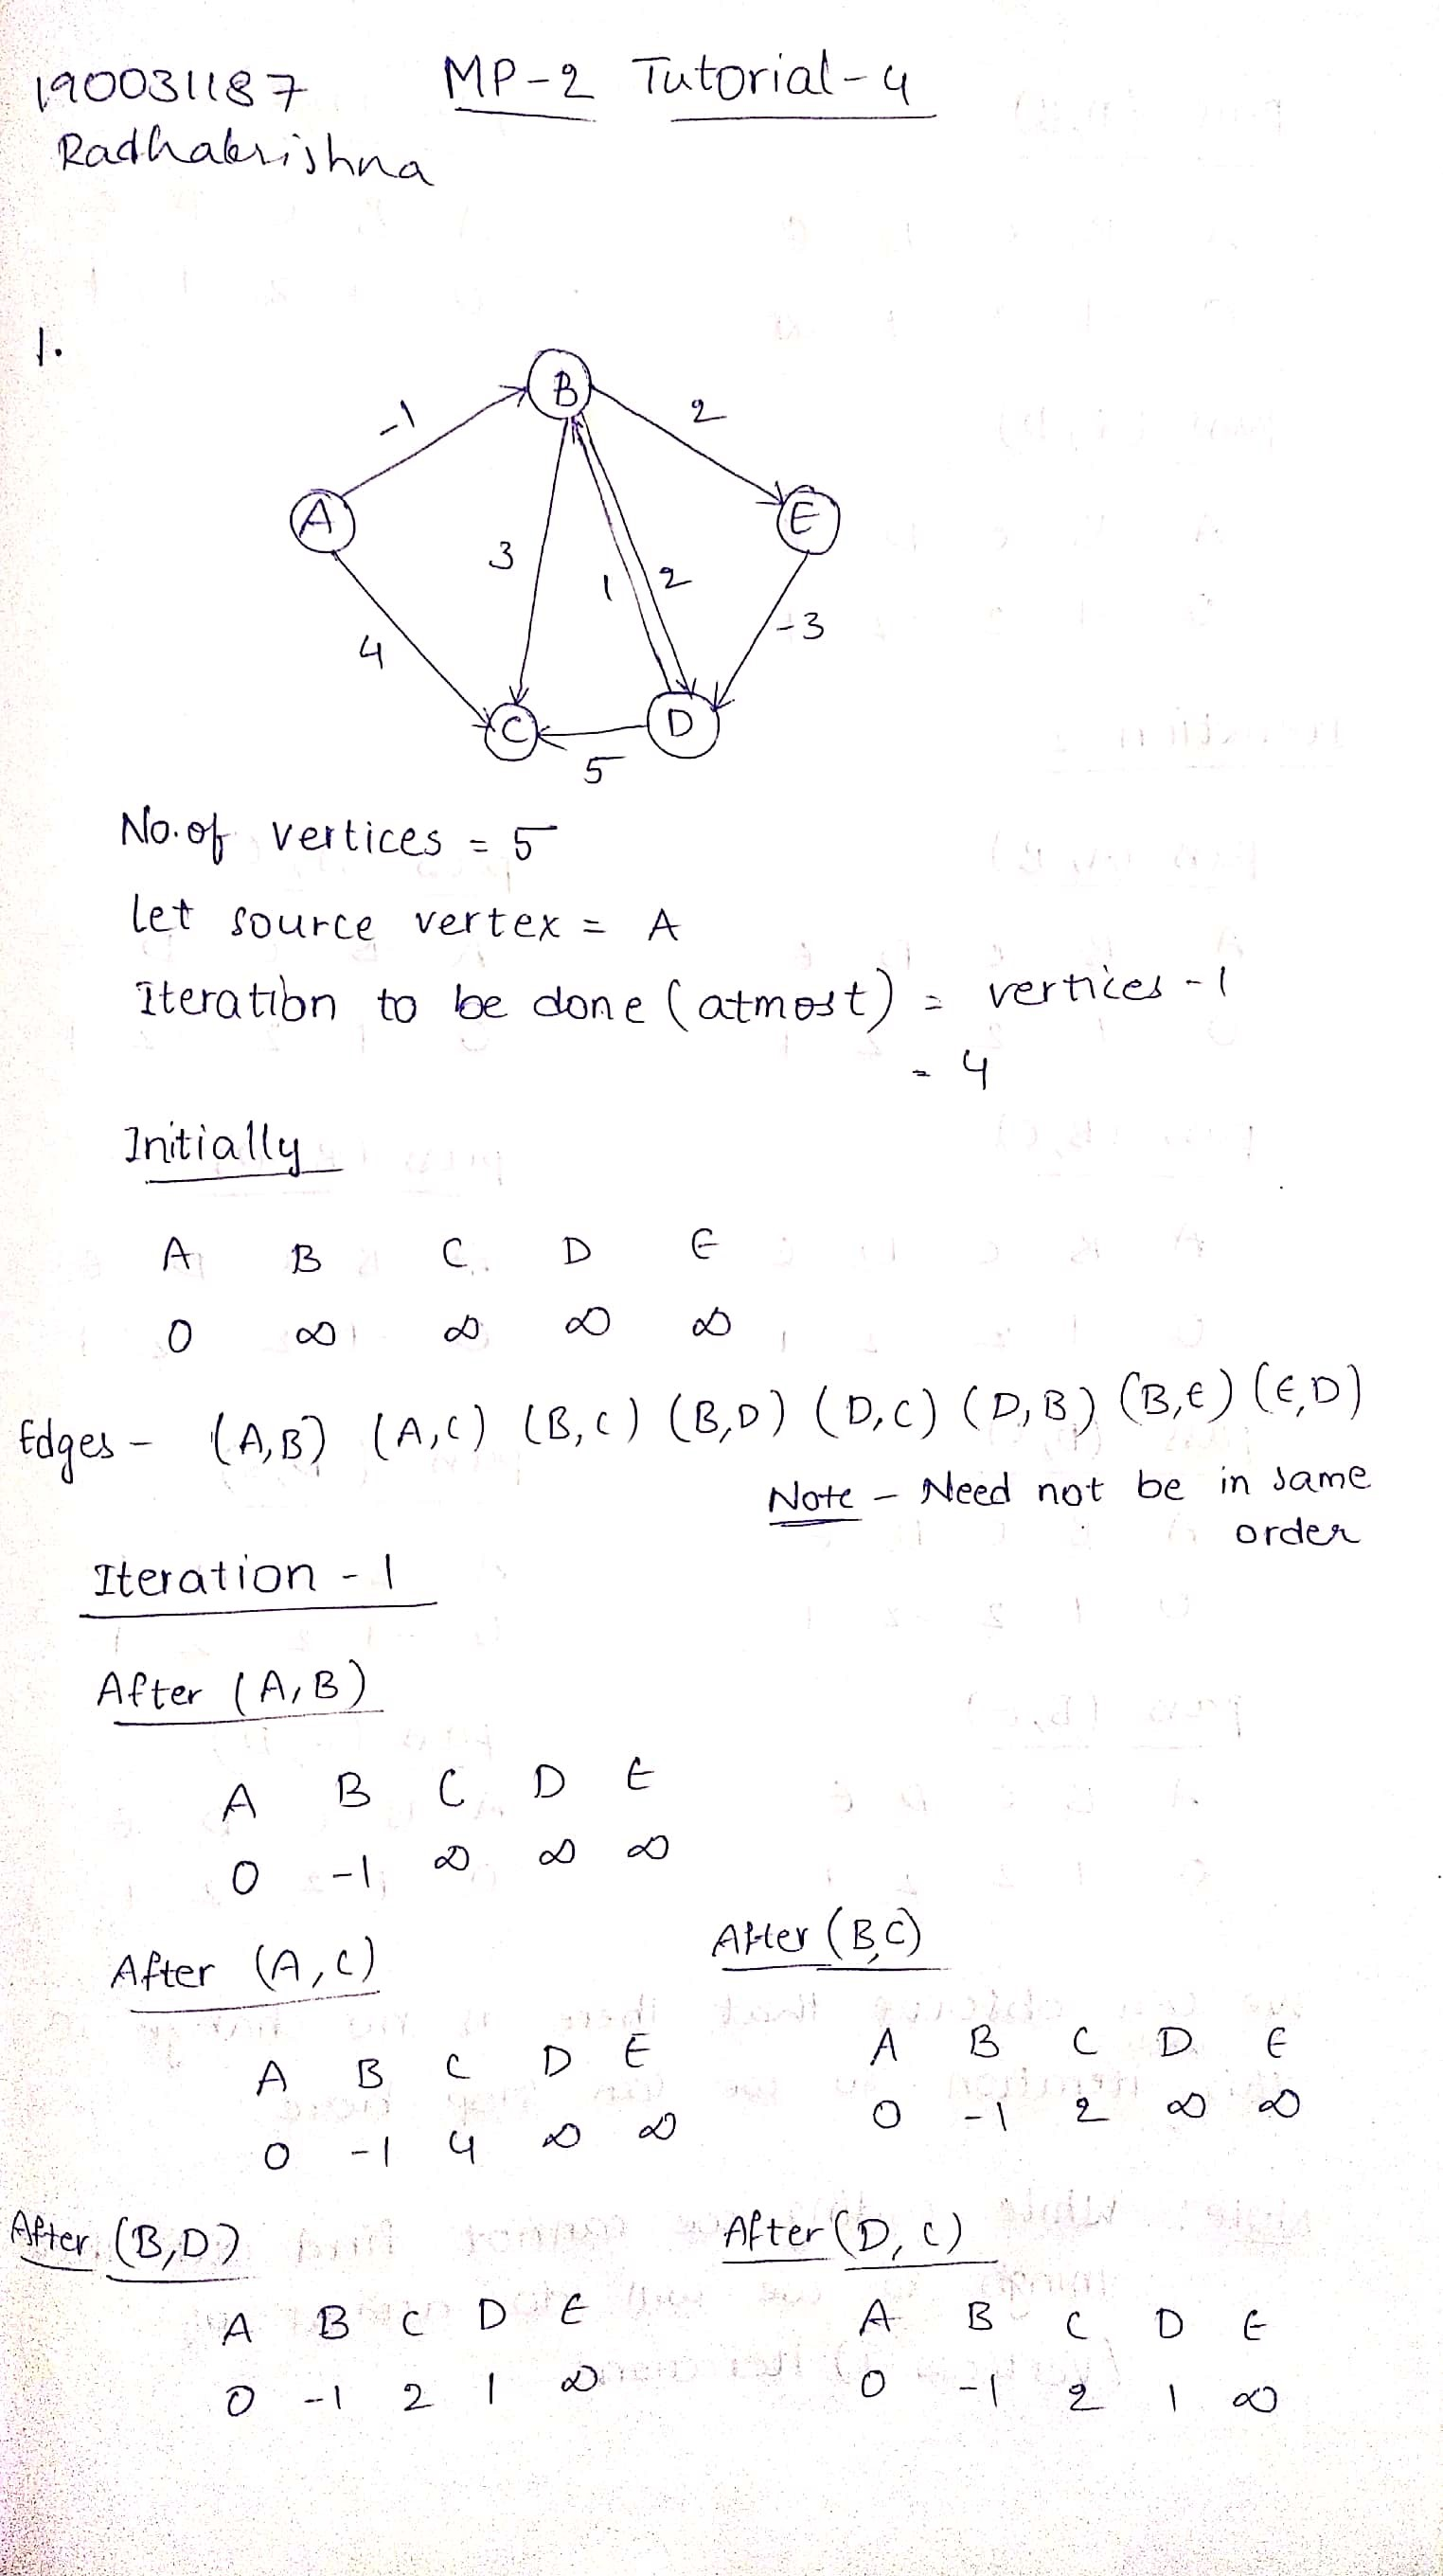 190031187 MP-2 Tutorial-4
Radhakrishna
1.
B
-1 2
A E
3 1 2
4 -3
C D
5
No. of vertices = 5
Let source vertex = A
Iteration to be done (atmost) = vertices - 1
= 4
Initially
A B C D E
0 ∞ ∞ ∞ ∞
Edges - (A,B) (A,C) (B,C) (B,D) (D,C) (D,B) (B,E) (E,D)
Note - Need not be in same
order
Iteration - 1
After (A,B)
A B C D E
0 -1 ∞ ∞ ∞
After (A,C)
A B C D E
0 -1 4 ∞ ∞
After (B,C)
A B C D E
0 -1 2 ∞ ∞
After (B,D)
A B C D E
0 -1 2 1 ∞
After (D,C)
A B C D E
0 -1 2 1 ∞